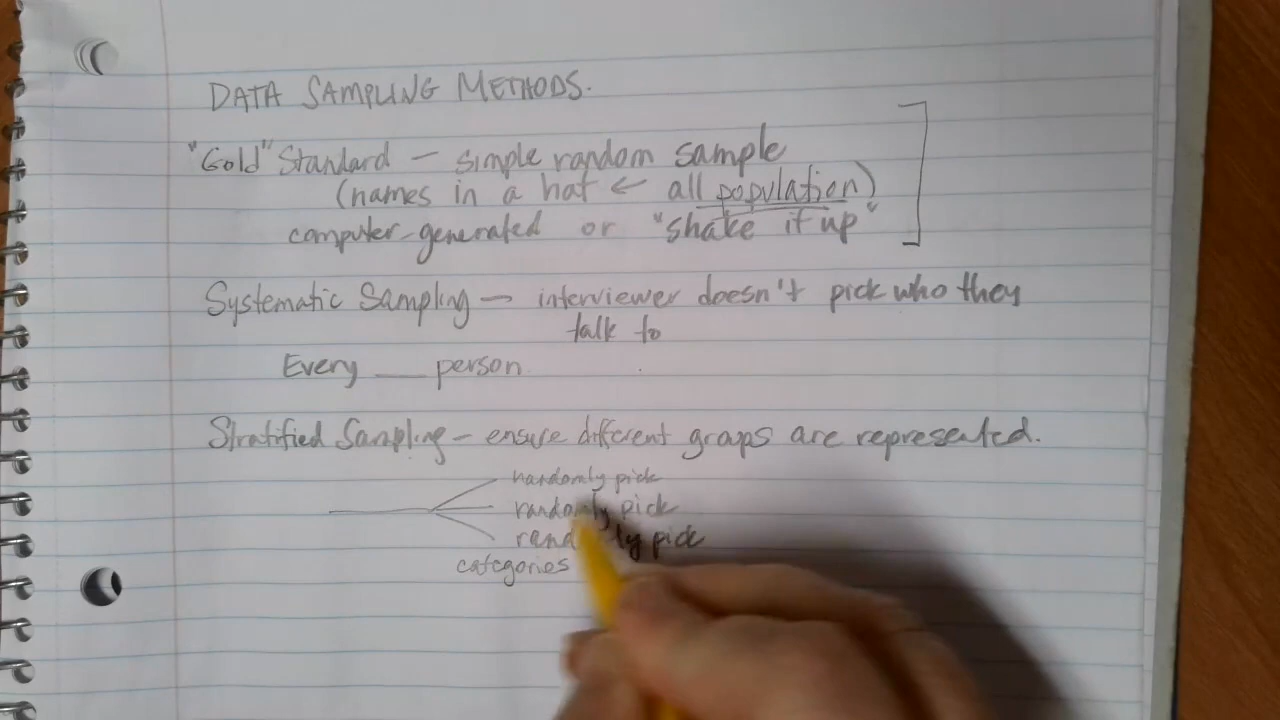 DATA SAMPLING METHODS.
"Gold" Standard — simple random sample
(names in a hat ← all population)
computer-generated or "shake it up"
Systematic Sampling — interviewer doesn't pick who they
talk to
Every ___ person
Stratified Sampling — ensure different groups are represented.
randomly pick
randomly pick
pick
categories